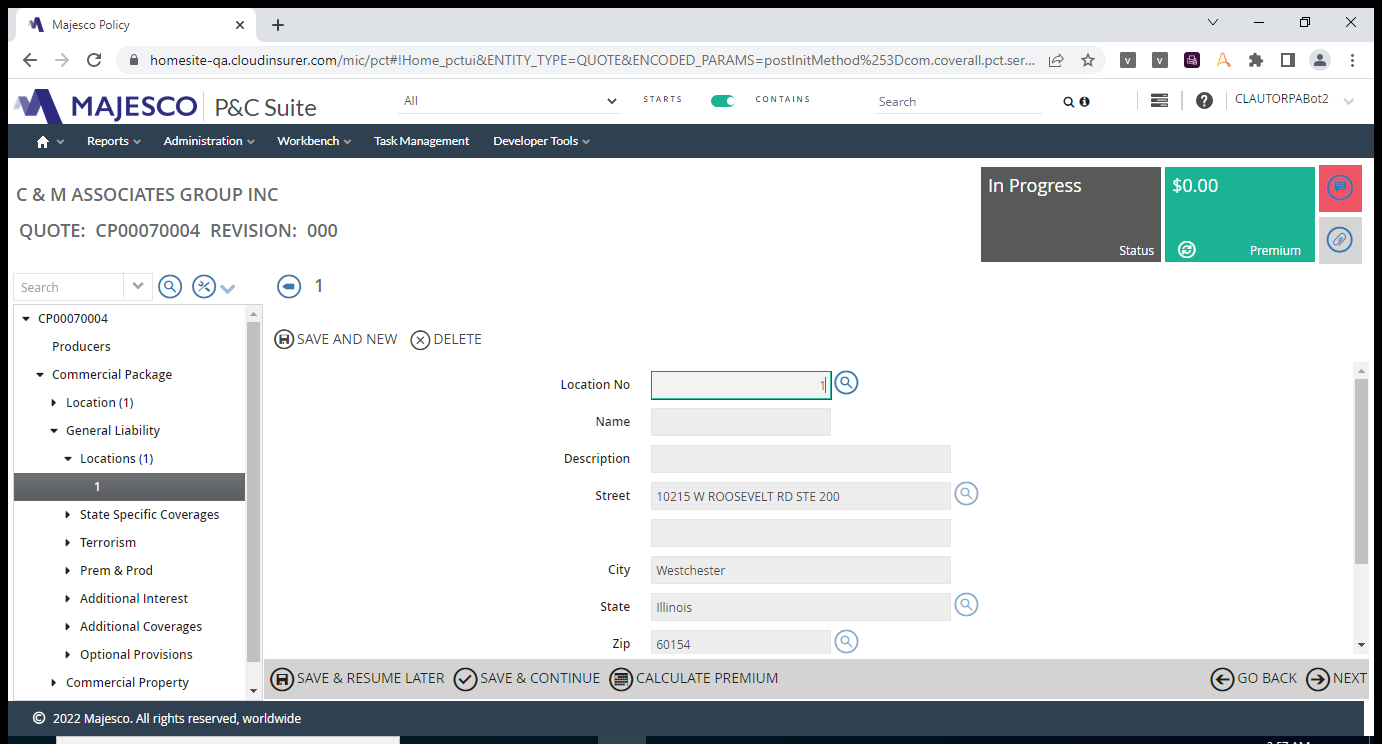 Majesco Policy
homesite-qa.cloudinsurer.com/mic/pct#!Home_pctui&ENTITY_TYPE=QUOTE&ENCODED_PARAMS=postInitMethod%253Dcom.coverall.pct.ser...
MAJESCO P&C Suite
All
STARTS
CONTAINS
Search
CLAUTORPABot2
Reports Administration Workbench Task Management Developer Tools
C & M ASSOCIATES GROUP INC
QUOTE: CP00070004 REVISION: 000
In Progress
Status
$0.00
Premium
Search
1
CP00070004
Producers
Commercial Package
Location (1)
General Liability
Locations (1)
1
State Specific Coverages
Terrorism
Prem & Prod
Additional Interest
Additional Coverages
Optional Provisions
Commercial Property
SAVE AND NEW DELETE
Location No 1
Name
Description
Street 10215 W ROOSEVELT RD STE 200
City Westchester
State Illinois
Zip 60154
SAVE & RESUME LATER SAVE & CONTINUE CALCULATE PREMIUM GO BACK NEXT
© 2022 Majesco. All rights reserved, worldwide